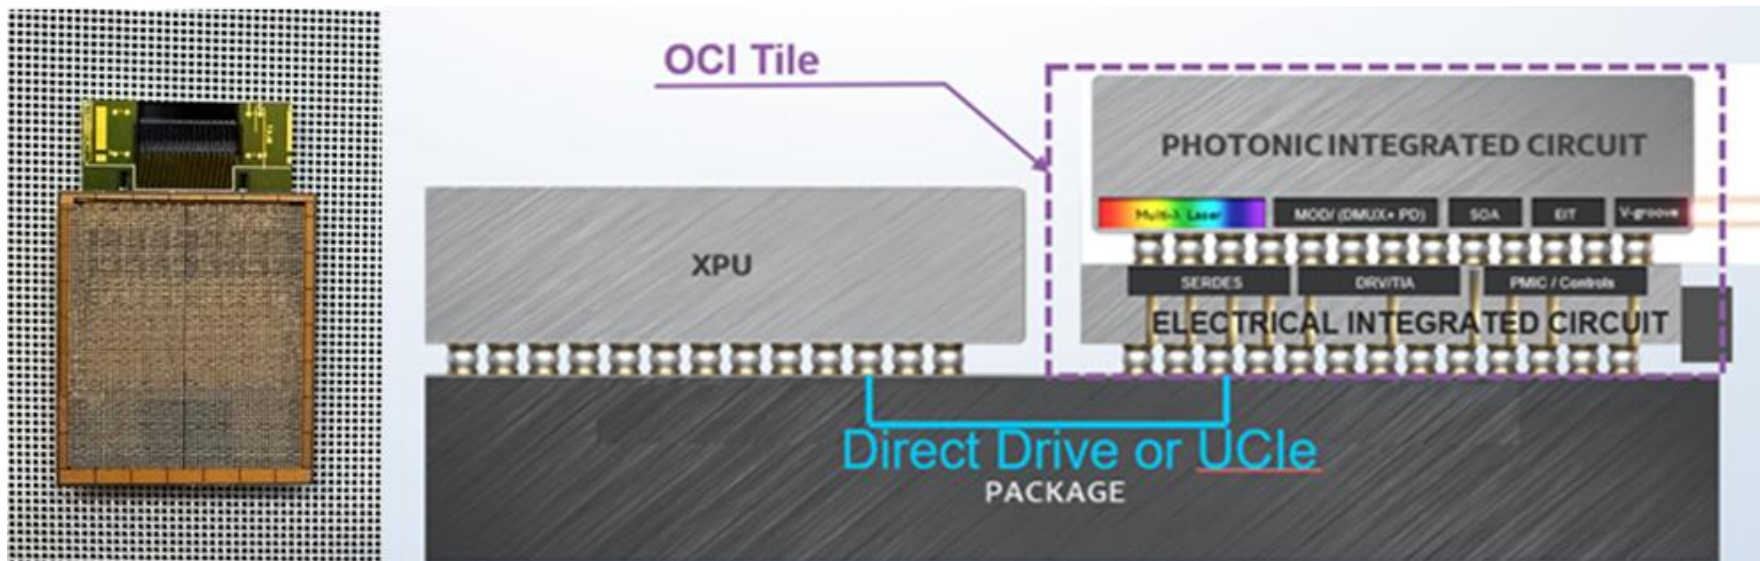 OCI Tile
PHOTONIC INTEGRATED CIRCUIT
Multi-λ Laser
MOD/ (DMUX+ PD)
SOA
EIT
V-groove
XPU
SERDES
DRV/TIA
PMIC / Controls
ELECTRICAL INTEGRATED CIRCUIT
Direct Drive or UCIe
PACKAGE